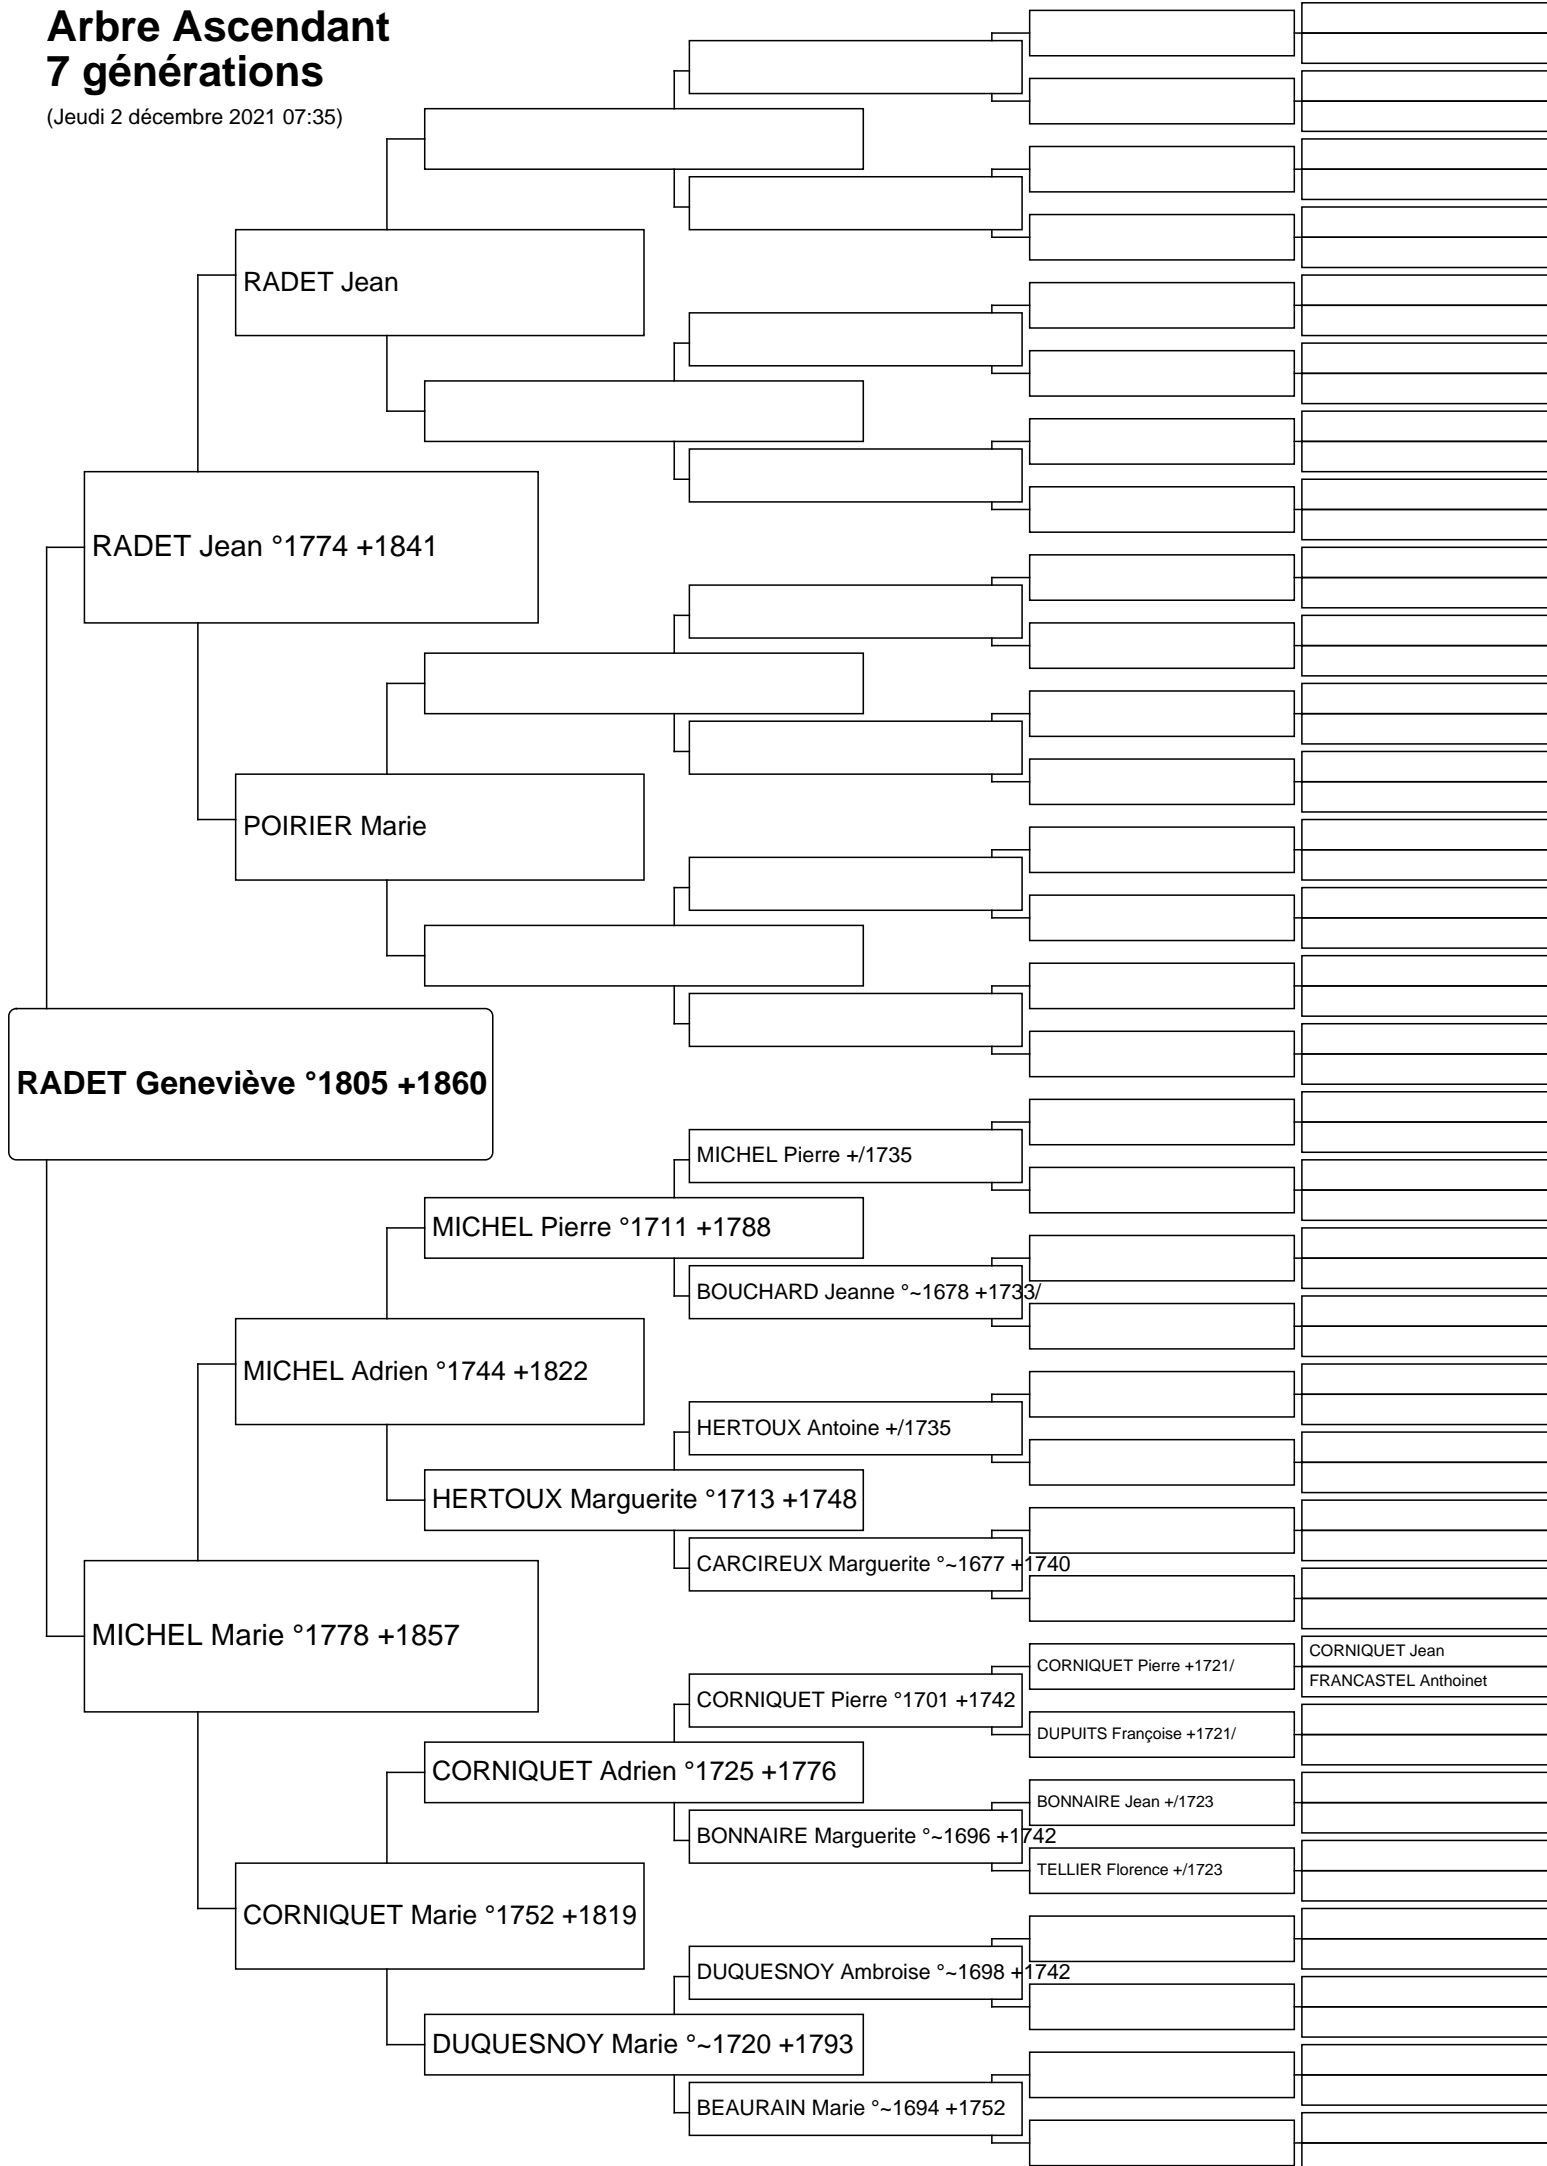 Arbre Ascendant
7 générations
(Jeudi 2 décembre 2021 07:35)
RADET Jean
RADET Jean °1774 +1841
POIRIER Marie
RADET Geneviève °1805 +1860
MICHEL Pierre +/1735
MICHEL Pierre °1711 +1788
BOUCHARD Jeanne °~1678 +1733/
MICHEL Adrien °1744 +1822
HERTOUX Antoine +/1735
HERTOUX Marguerite °1713 +1748
CARCIREUX Marguerite °~1677 +1740
MICHEL Marie °1778 +1857
CORNIQUET Jean
CORNIQUET Pierre +1721/
FRANCASTEL Anthoinet
CORNIQUET Pierre °1701 +1742
DUPUITS Françoise +1721/
CORNIQUET Adrien °1725 +1776
BONNAIRE Jean +/1723
BONNAIRE Marguerite °~1696 +1742
TELLIER Florence +/1723
CORNIQUET Marie °1752 +1819
DUQUESNOY Ambroise °~1698 +1742
DUQUESNOY Marie °~1720 +1793
BEAURAIN Marie °~1694 +1752